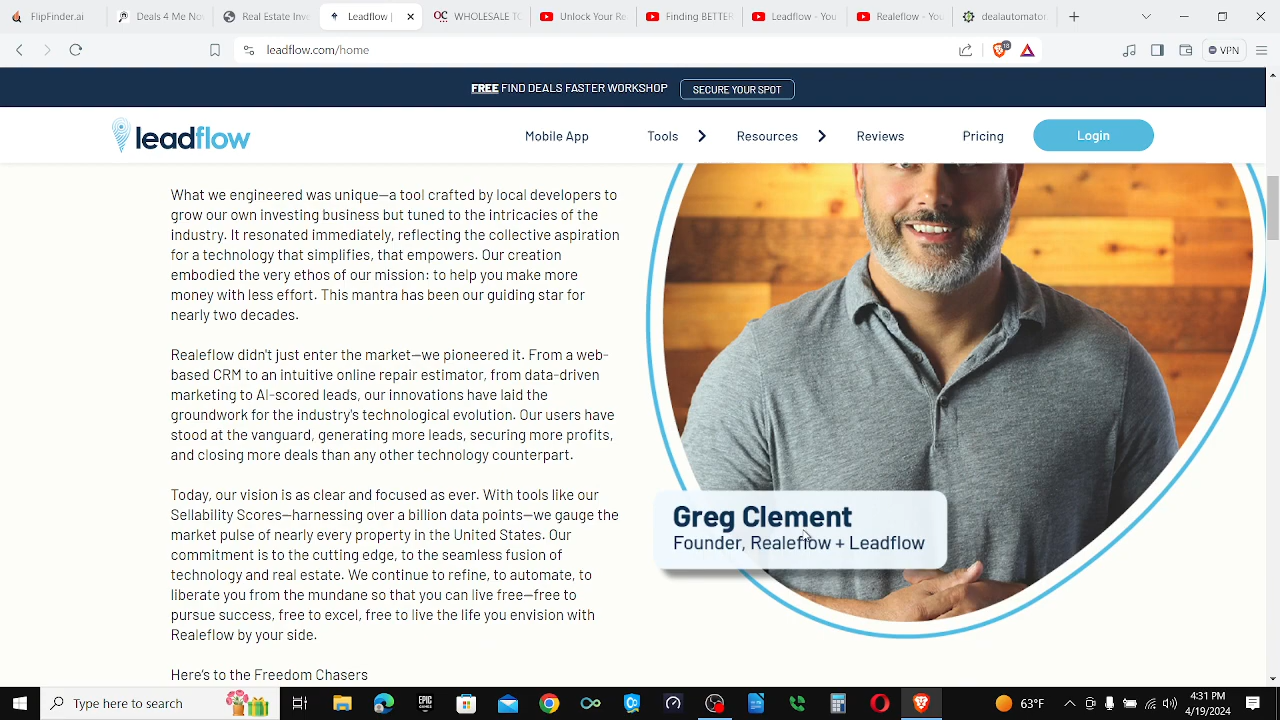 FlipFinder.ai
Deals 4 Me No
Real Estate Inve
Leadflow
WHOLESALE TO
Unlock Your Re
Finding BETTER
Leadflow - You
Realeflow - You
dealautomator.
leadflow.com/home
18
VPN
FREE FIND DEALS FASTER WORKSHOP
SECURE YOUR SPOT
leadflow
Mobile App
Tools
Resources
Reviews
Pricing
Login
What we engineered was unique—a tool crafted by local developers to
grow our own investing business but tuned to the intricacies of the
industry. It resonated immediately, reflecting the collective aspiration
for a technology that simplifies, that empowers. Our creation
embodied the very ethos of our mission: to help you make more
money with less effort. This mantra has been our guiding star for
nearly two decades.
Realeflow didn't just enter the market—we pioneered it. From a web-
based CRM to an intuitive online repair estimator, from data-driven
marketing to AI-scored leads, our innovations have laid the
groundwork for the industry's technological evolution. Our users have
stood at the vanguard, generating more leads, securing more profits,
and closing more deals than any other technology counterpart.
Today, our vision is as clear and focused as ever. With tools like our
Sellability Scores—harnessing over a billion data points—we gauge the
market pulse of nearly every property in the United States. Our
commitment is to the cutting edge, to the seamless fusion of
technology and real estate. We continue to refine, to automate, to
liberate you from the mundane so that you can live free—free to
pursue success, free to excel, free to live the life you envision with
Realeflow by your side.
Here's to the Freedom Chasers
Greg Clement
Founder, Realeflow + Leadflow
Type here to search
EPIC
GAMES
63°F
4:31 PM
4/19/2024